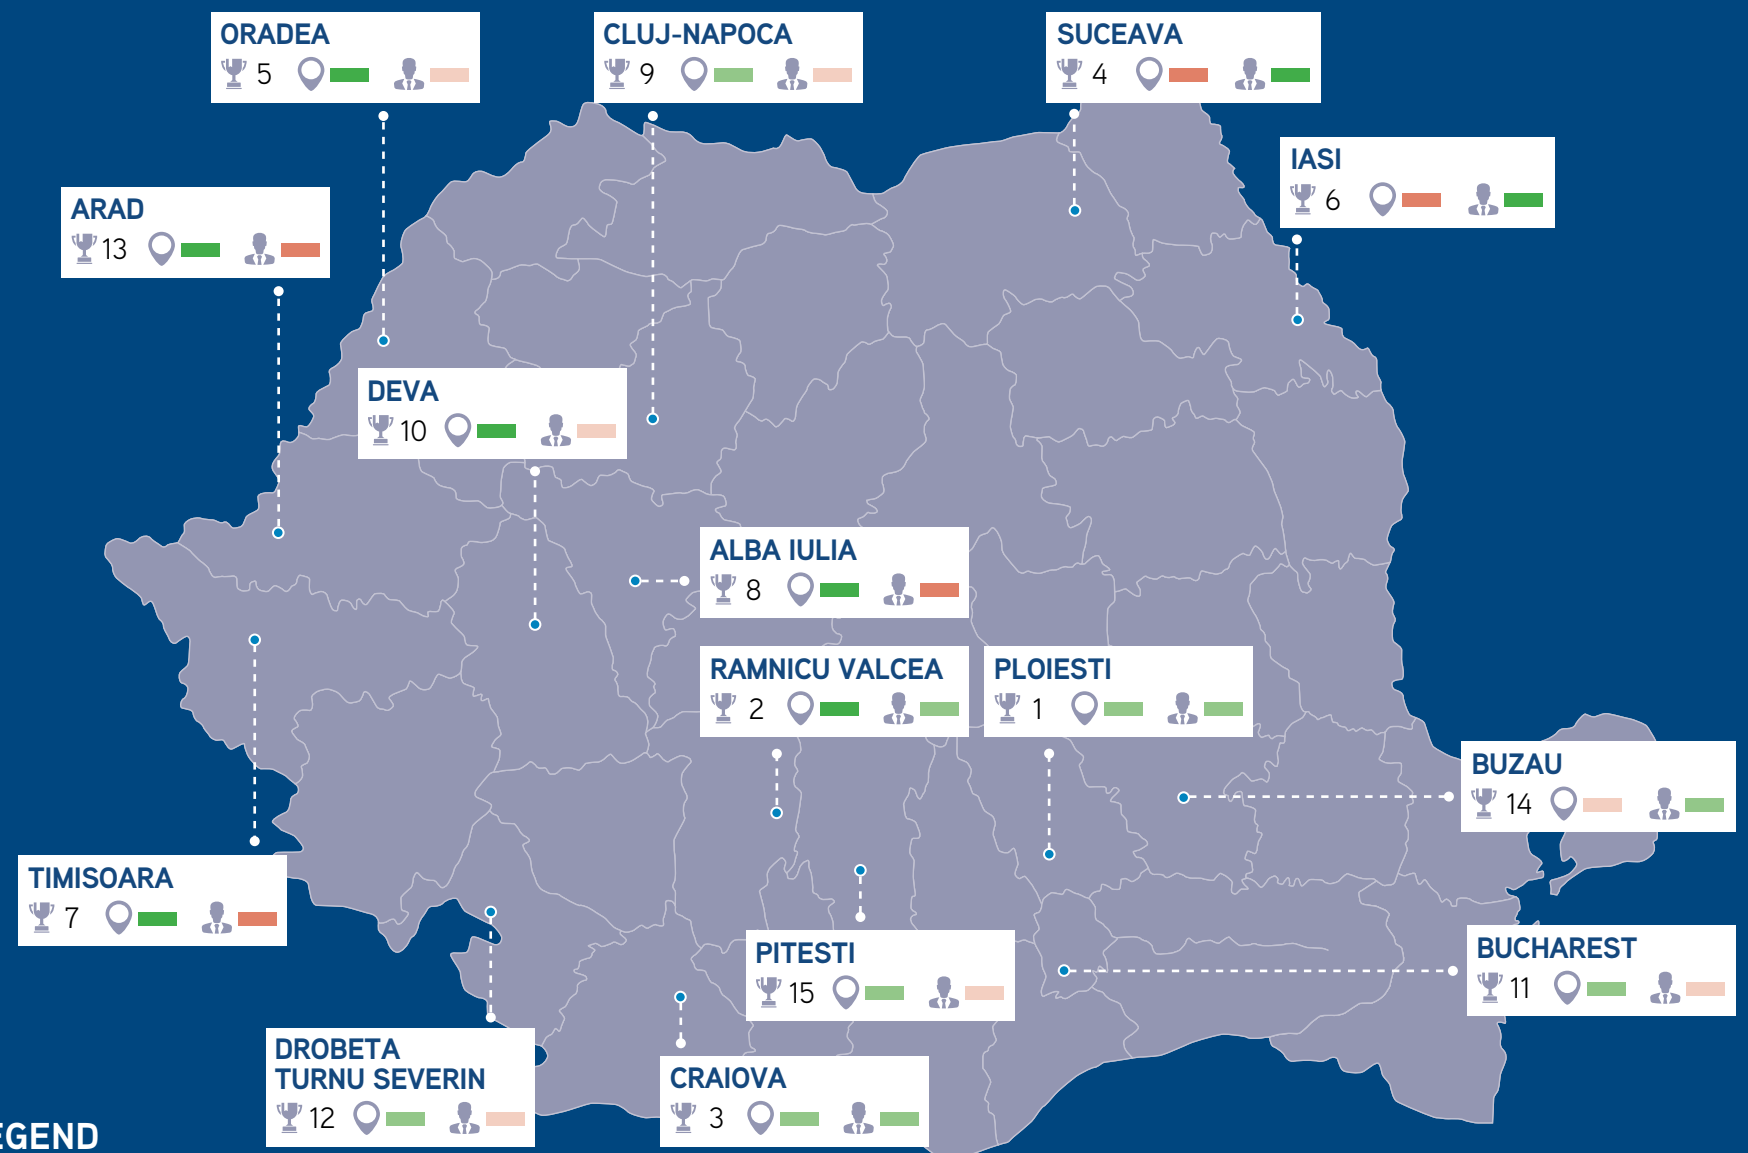 ORADEA
5
CLUJ-NAPOCA
9
SUCEAVA
4
IASI
6
ARAD
13
DEVA
10
ALBA IULIA
8
RAMNICU VALCEA
2
PLOIESTI
1
BUZAU
14
TIMISOARA
7
PITESTI
15
BUCHAREST
11
DROBETA
TURNU SEVERIN
12
CRAIOVA
3
EGEND